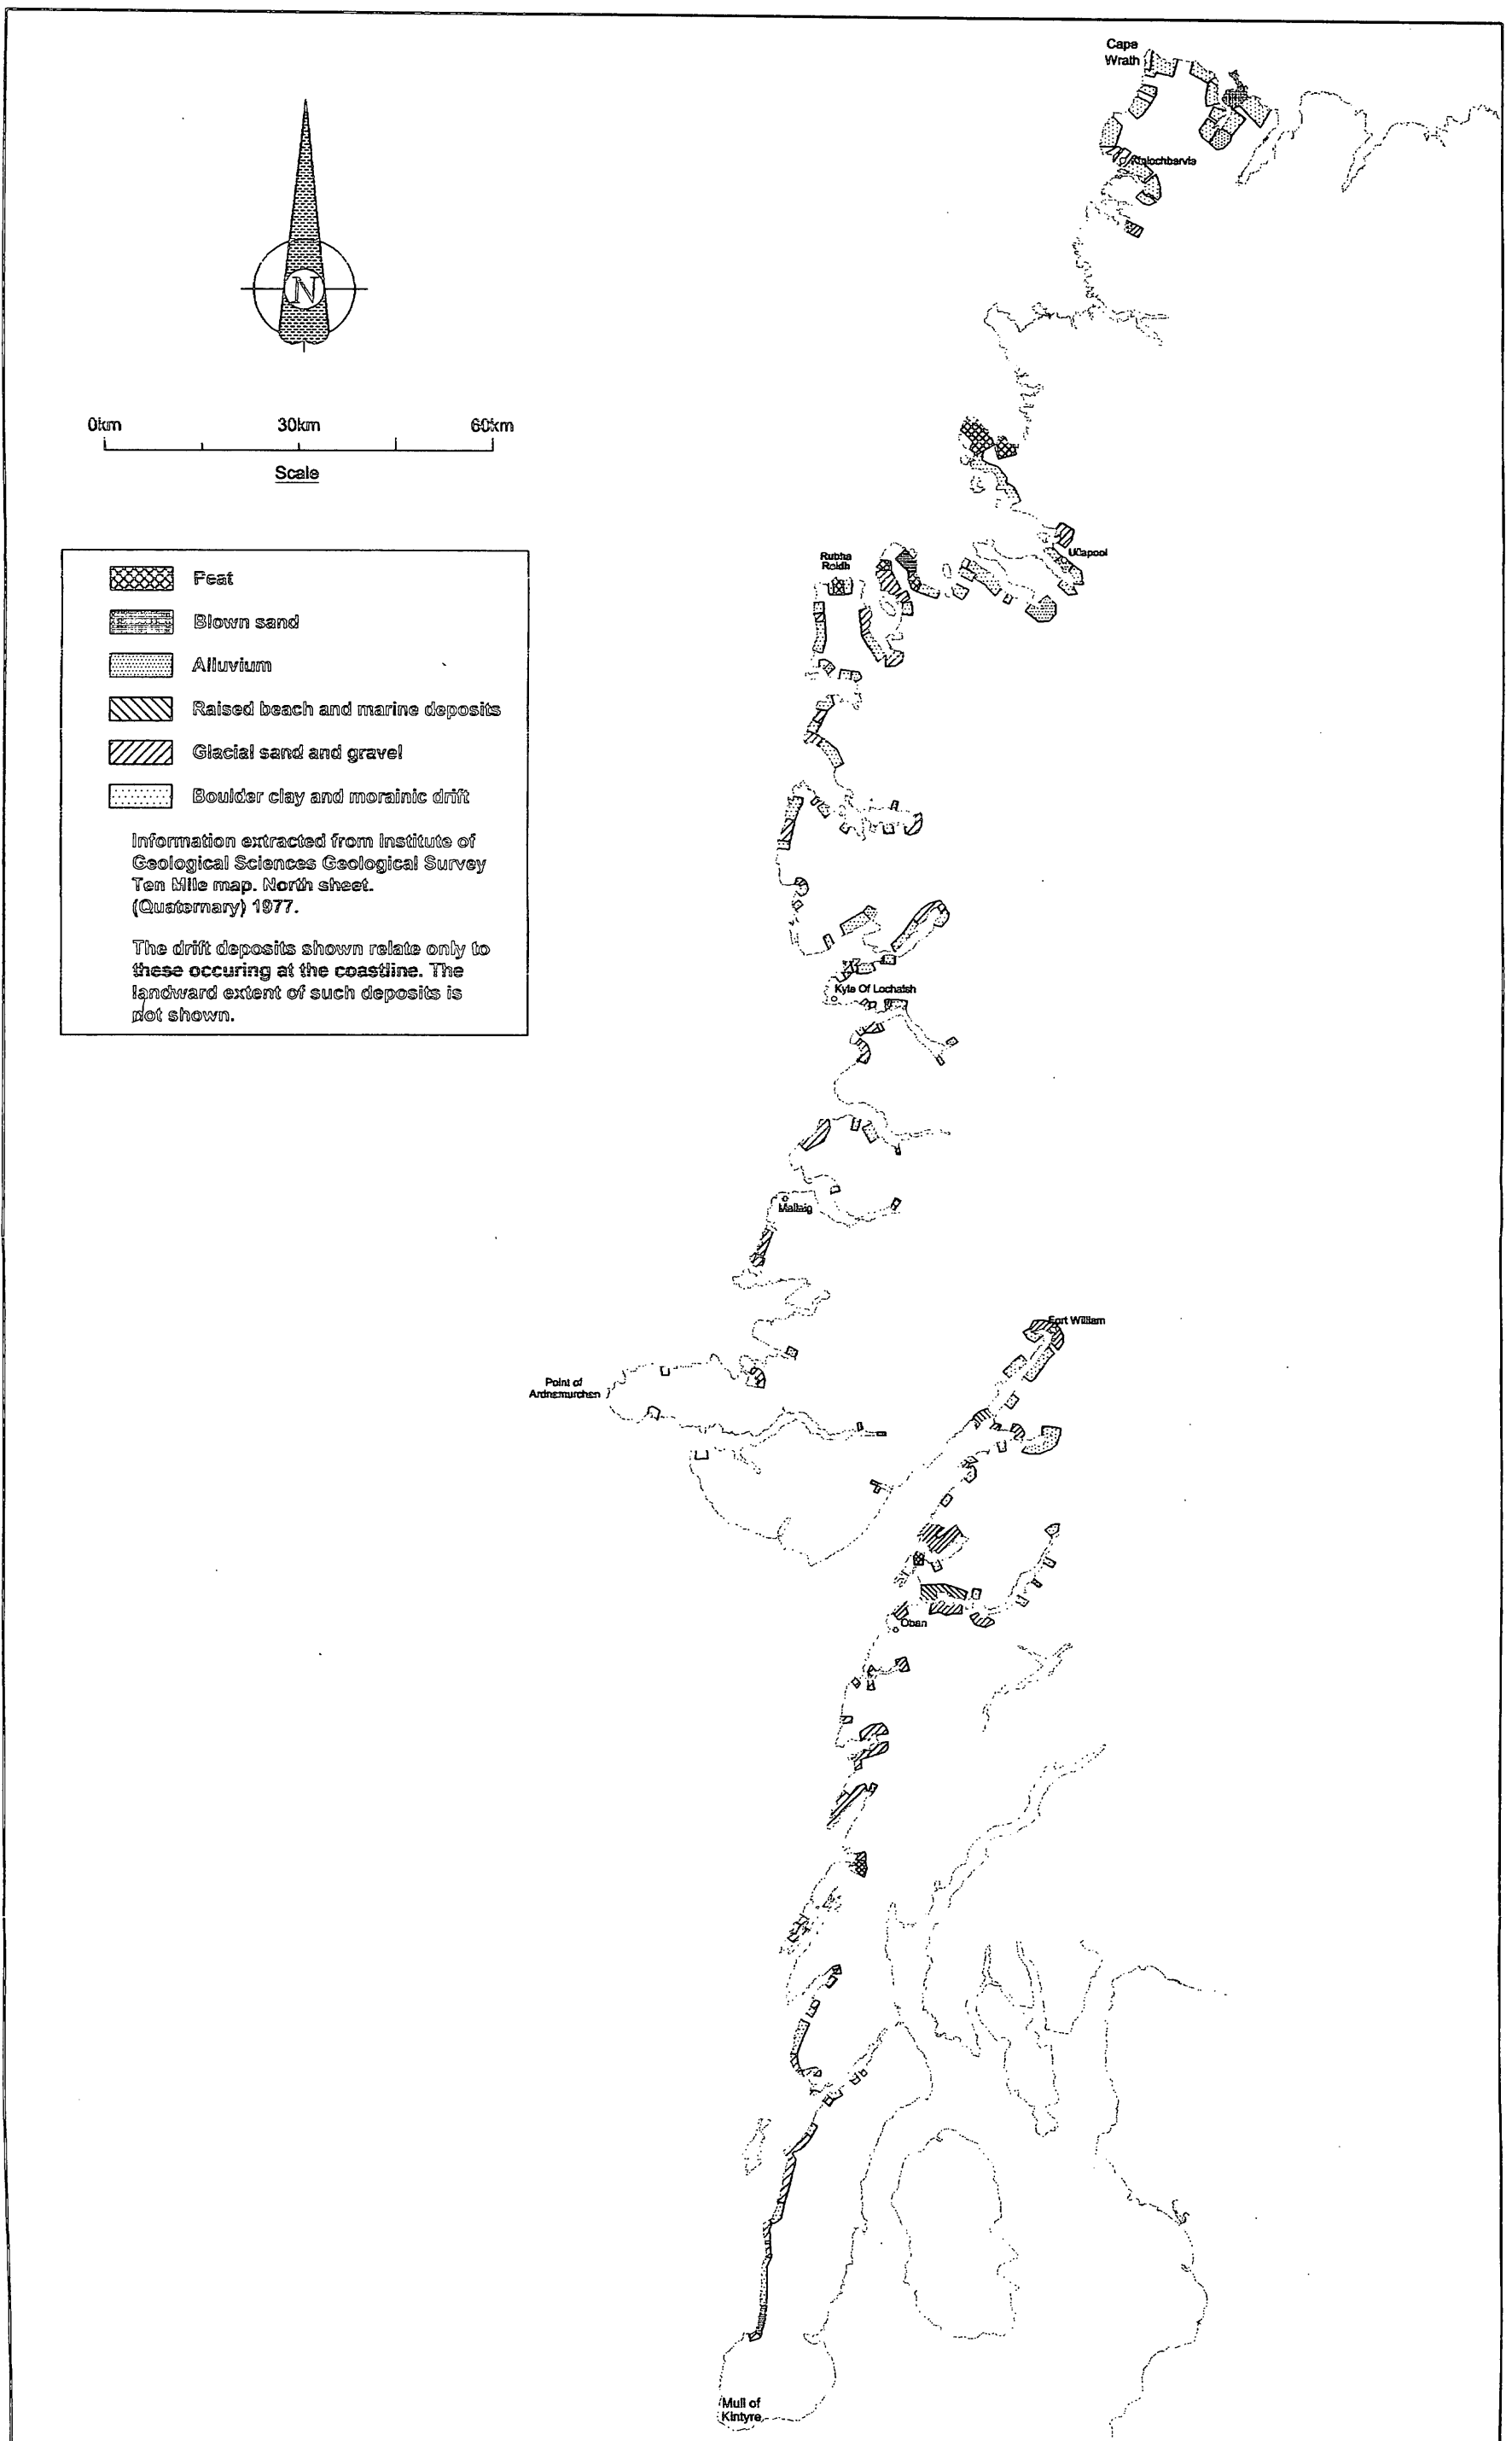 Cape
Wrath
N
0km 30km 60km
Scale
Rubha
Reidh
Ullapool
Peat
Blown sand
Alluvium
Raised beach and marine deposits
Glacial sand and gravel
Boulder clay and morainic drift
Information extracted from Institute of
Geological Sciences Geological Survey
Ten Mile map. North sheet.
(Quaternary) 1977.
The drift deposits shown relate only to
these occuring at the coastline. The
landward extent of such deposits is
not shown.
Kyle Of Lochalsh
Mallaig
Fort William
Point of
Ardnamurchan
Oban
Mull of
Kintyre